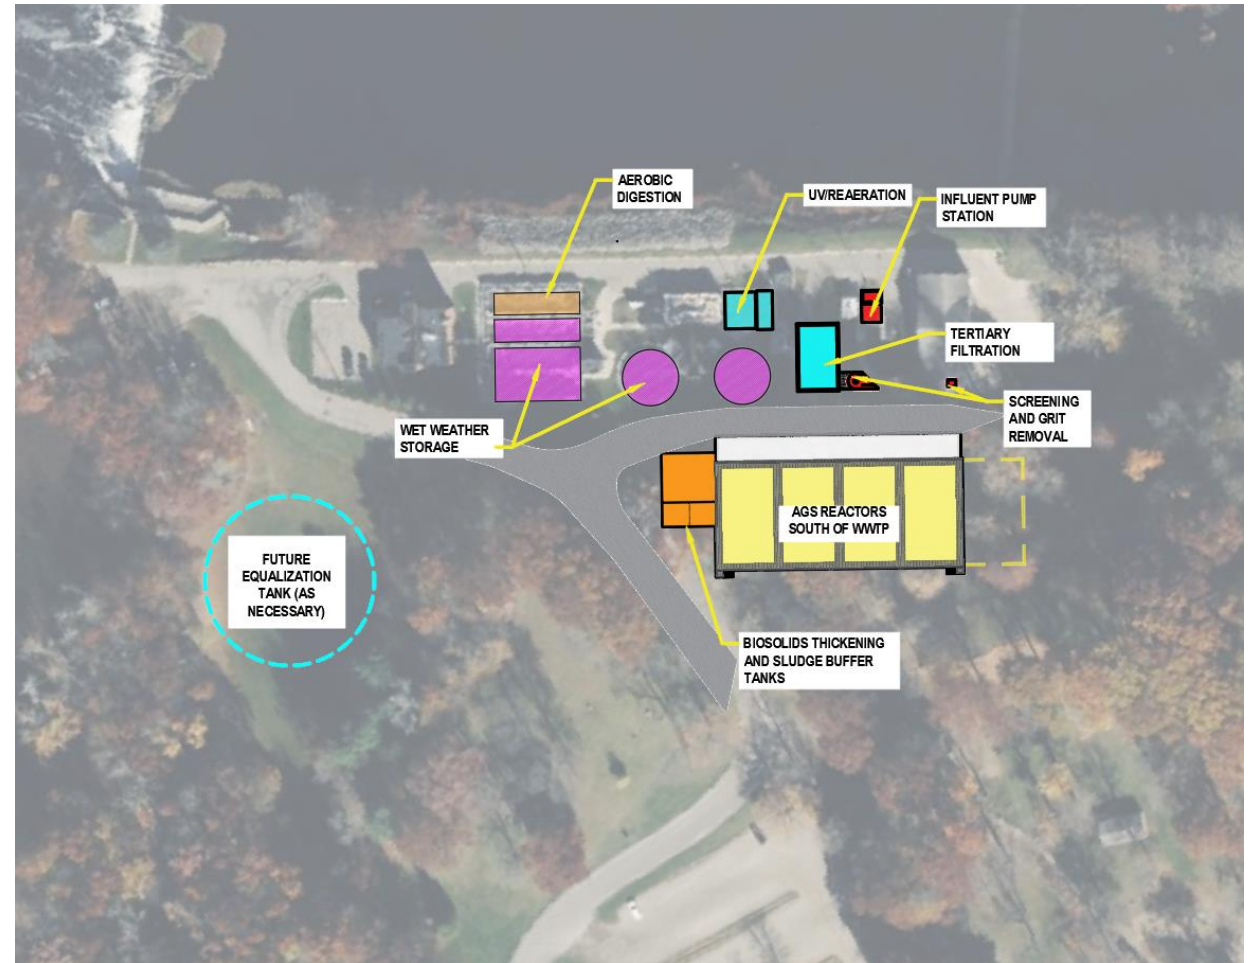 AEROBIC
DIGESTION
UV/REAERATION
INFLUENT PUMP
STATION
TERTIARY
FILTRATION
SCREENING
AND GRIT
REMOVAL
WET WEATHER
STORAGE
AGS REACTORS
SOUTH OF WWTP
FUTURE
EQUALIZATION
TANK (AS
NECESSARY)
BIOSOLIDS THICKENING
AND SLUDGE BUFFER
TANKS